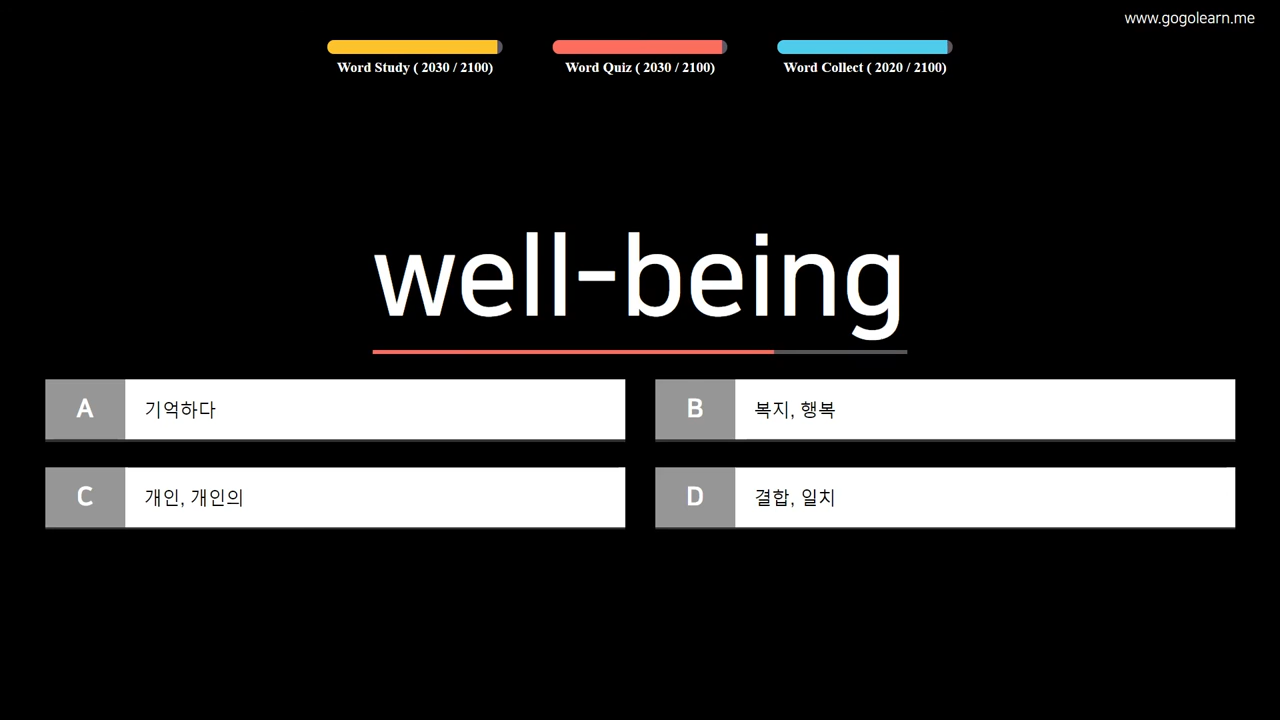 www.gogolearn.me
Word Study ( 2030 / 2100)
Word Quiz ( 2030 / 2100)
Word Collect ( 2020 / 2100)
well-being
A 기억하다
B 복지, 행복
C 개인, 개인의
D 결합, 일치